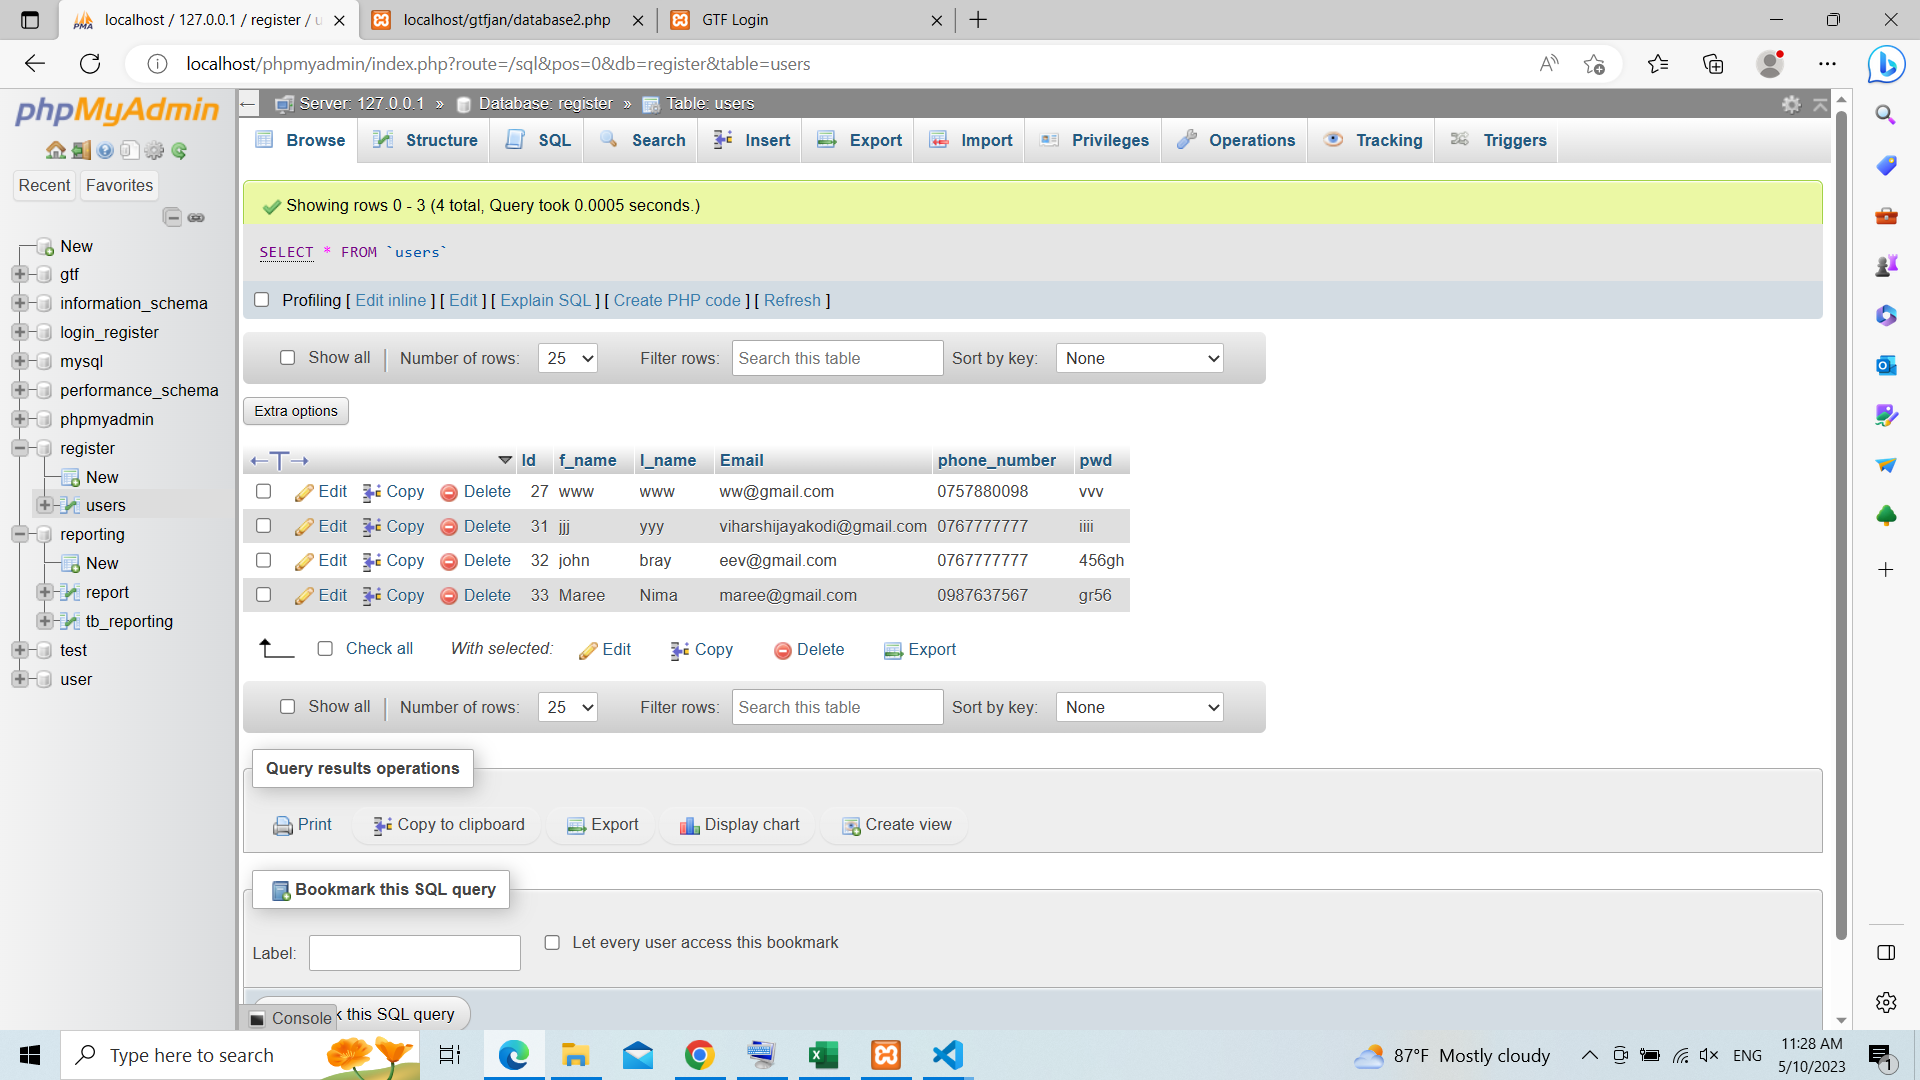 localhost / 127.0.0.1 / register / u
localhost/gtfjan/database2.php
GTF Login
localhost/phpmyadmin/index.php?route=/sql&pos=0&db=register&table=users
phpMyAdmin
Recent
Favorites
New
gtf
information_schema
login_register
mysql
performance_schema
phpmyadmin
register
New
users
reporting
New
report
tb_reporting
test
user
Server: 127.0.0.1 » Database: register » Table: users
Browse Structure SQL Search Insert Export Import Privileges Operations Tracking Triggers
Showing rows 0 - 3 (4 total, Query took 0.0005 seconds.)
SELECT * FROM `users`
Profiling [ Edit inline ] [ Edit ] [ Explain SQL ] [ Create PHP code ] [ Refresh ]
Show all Number of rows: 25 Filter rows: Search this table Sort by key: None
Extra options
Id f_name l_name Email phone_number pwd
Edit Copy Delete 27 www www ww@gmail.com 0757880098 vvv
Edit Copy Delete 31 jjj yyy viharshijayakodi@gmail.com 0767777777 iiii
Edit Copy Delete 32 john bray eev@gmail.com 0767777777 456gh
Edit Copy Delete 33 Maree Nima maree@gmail.com 0987637567 gr56
Check all With selected: Edit Copy Delete Export
Show all Number of rows: 25 Filter rows: Search this table Sort by key: None
Query results operations
Print Copy to clipboard Export Display chart Create view
Bookmark this SQL query
Label: Let every user access this bookmark
Console k this SQL query
Type here to search
87°F Mostly cloudy
ENG
11:28 AM
5/10/2023
1